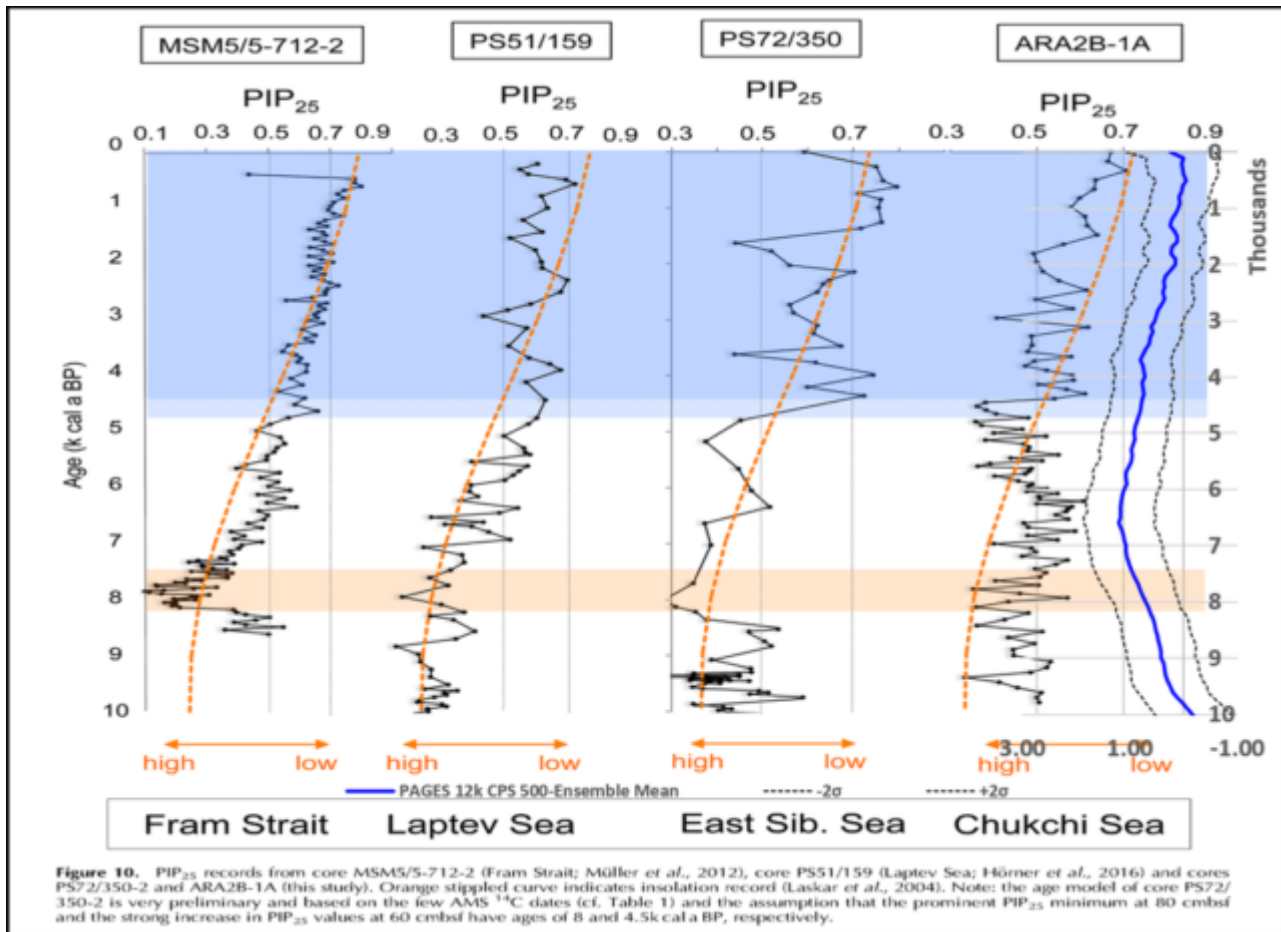 MSM5/5-712-2 PS51/159 PS72/350 ARA2B-1A
PIP25 PIP25 PIP25 PIP25
0.1 0.3 0.5 0.7 0.9 0.3 0.5 0.7 0.9 0.3 0.5 0.7 0.3 0.5 0.7 0.9
0
1
2
3
4
5
6
7
8
9
10
Age (k cal a BP)
0
1
2
3
4
5
6
7
8
9
10
Thousands
3.00 1.00 -1.00
high low high low high low high low
PAGES 12k CPS 500-Ensemble Mean -2σ +2σ
Fram Strait Laptev Sea East Sib. Sea Chukchi Sea
Figure 10. PIP25 records from core MSM5/5-712-2 (Fram Strait; Müller et al., 2012), core PS51/159 (Laptev Sea; Hörner et al., 2016) and cores
PS72/350-2 and ARA2B-1A (this study). Orange stippled curve indicates insolation record (Laskar et al., 2004). Note: the age model of core PS72/
350-2 is very preliminary and based on the few AMS 14C dates (cf. Table 1) and the assumption that the prominent PIP25 minimum at 80 cmbsf
and the strong increase in PIP25 values at 60 cmbsf have ages of 8 and 4.5k cal a BP, respectively.